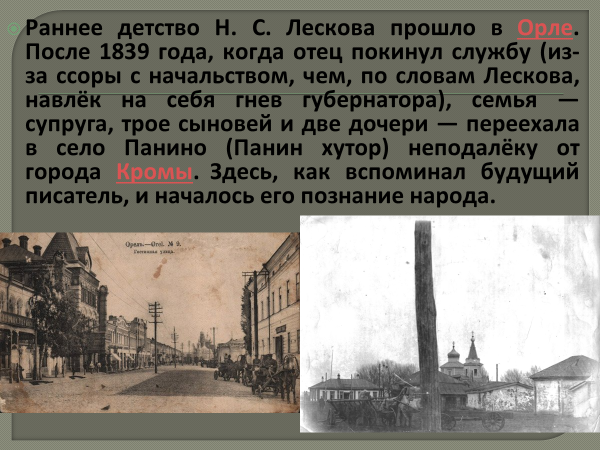 Раннее детство Н. С. Лескова прошло в Орле.
После 1839 года, когда отец покинул службу (из-
за ссоры с начальством, чем, по словам Лескова,
навлёк на себя гнев губернатора), семья —
супруга, трое сыновей и две дочери — переехала
в село Панино (Панин хутор) неподалёку от
города Кромы. Здесь, как вспоминал будущий
писатель, и началось его познание народа.
Орелъ.—Отд. № 9.